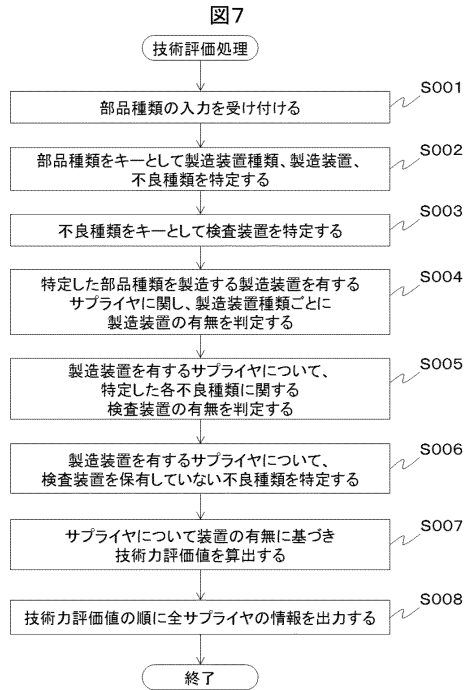 図7
技術評価処理
S001
部品種類の入力を受け付ける
S002
部品種類をキーとして製造装置種類、製造装置、
不良種類を特定する
S003
不良種類をキーとして検査装置を特定する
S004
特定した部品種類を製造する製造装置を有する
サプライヤに関し、製造装置種類ごとに
製造装置の有無を判定する
S005
製造装置を有するサプライヤについて、
特定した各不良種類に関する
検査装置の有無を判定する
S006
製造装置を有するサプライヤについて、
検査装置を保有していない不良種類を特定する
S007
サプライヤについて装置の有無に基づき
技術力評価値を算出する
S008
技術力評価値の順に全サプライヤの情報を出力する
終了